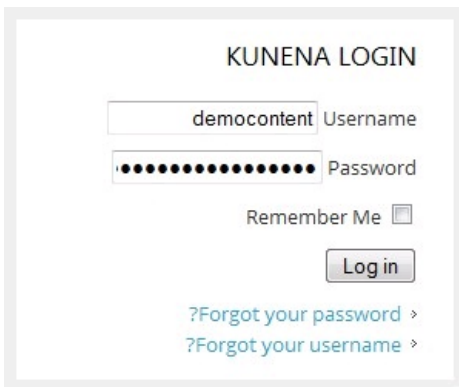 KUNENA LOGIN
democontent Username
Password
Remember Me
Log in
?Forgot your password
?Forgot your username